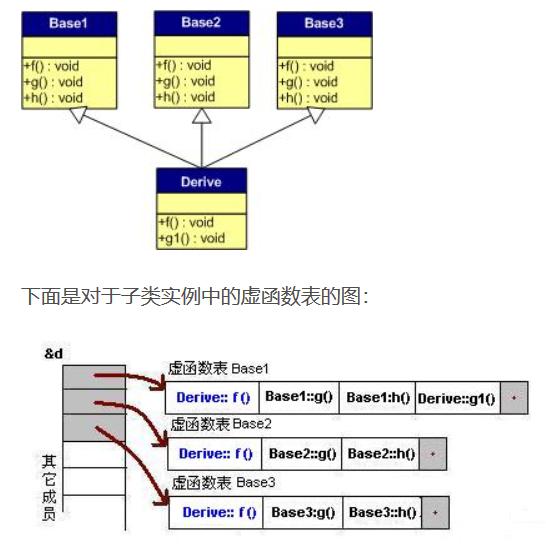 Base1 Base2 Base3
+f() : void +f() : void +f() : void
+g() : void +g() : void +g() : void
+h() : void +h() : void +h() : void
Derive
+f() : void
+g1() : void
下面是对于子类实例中的虚函数表的图：
&d
虚函数表 Base1
Derive:: f() Base1::g() Base1:h() Derive::g1()
虚函数表 Base2
Derive:: f() Base2::g() Base2::h()
虚函数表 Base3
Derive:: f() Base3:g() Base3::h()
其它成员